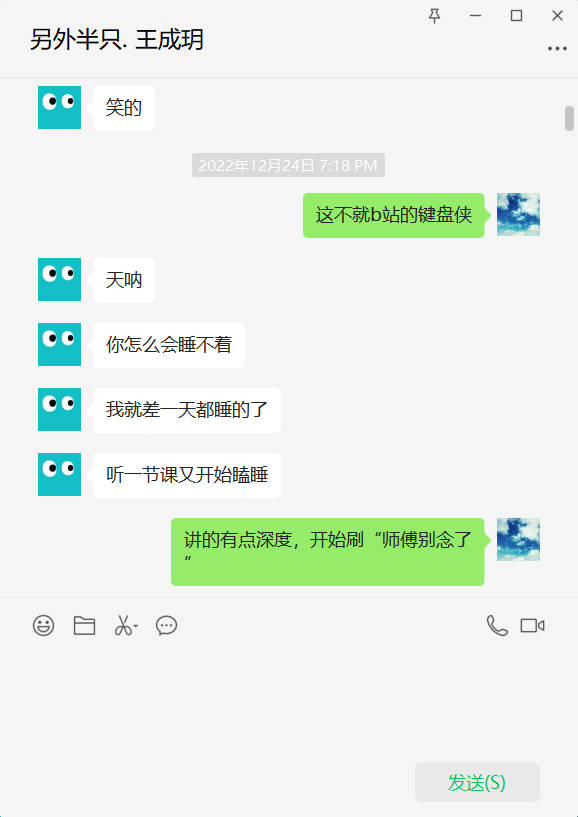 另外半只. 王成玥
笑的
2022年12月24日 7:18 PM
这不就b站的键盘侠
天呐
你怎么会睡不着
我就差一天都睡的了
听一节课又开始瞌睡
讲的有点深度，开始刷“师傅别念了
”
发送(S)